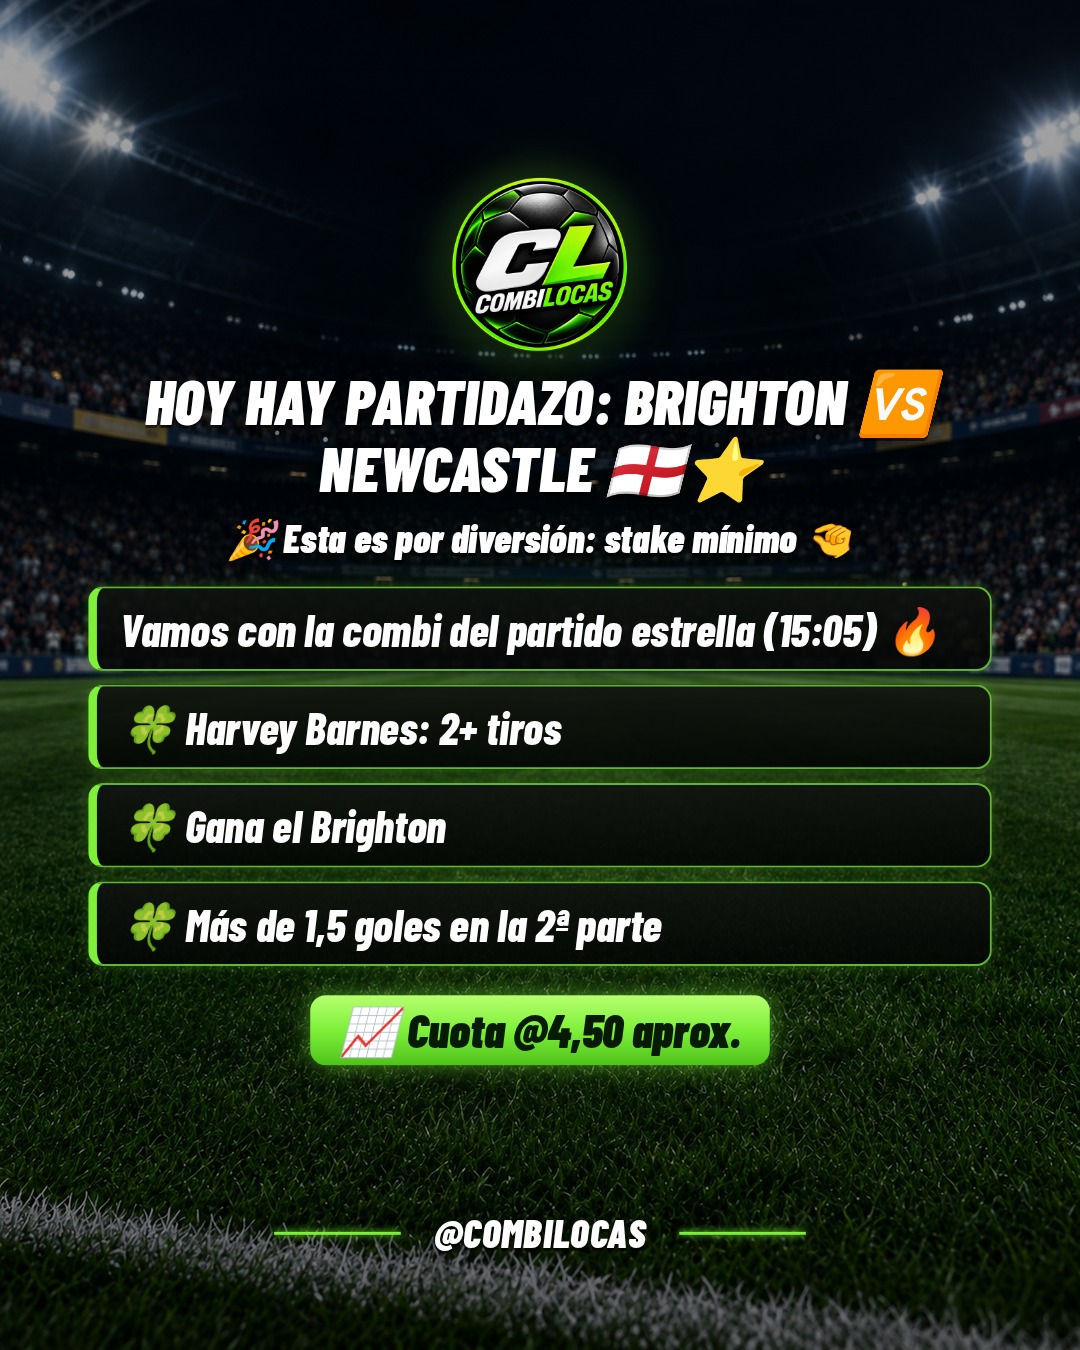 CL
COMBILOCAS
HOY HAY PARTIDAZO: BRIGHTON 🆚
NEWCASTLE 🏴󠁧󠁢󠁥󠁮󠁧󠁿⭐
🎉 Esta es por diversión: stake mínimo 🤏
Vamos con la combi del partido estrella (15:05) 🔥
🍀 Harvey Barnes: 2+ tiros
🍀 Gana el Brighton
🍀 Más de 1,5 goles en la 2ª parte
📈 Cuota @4,50 aprox.
@COMBILOCAS